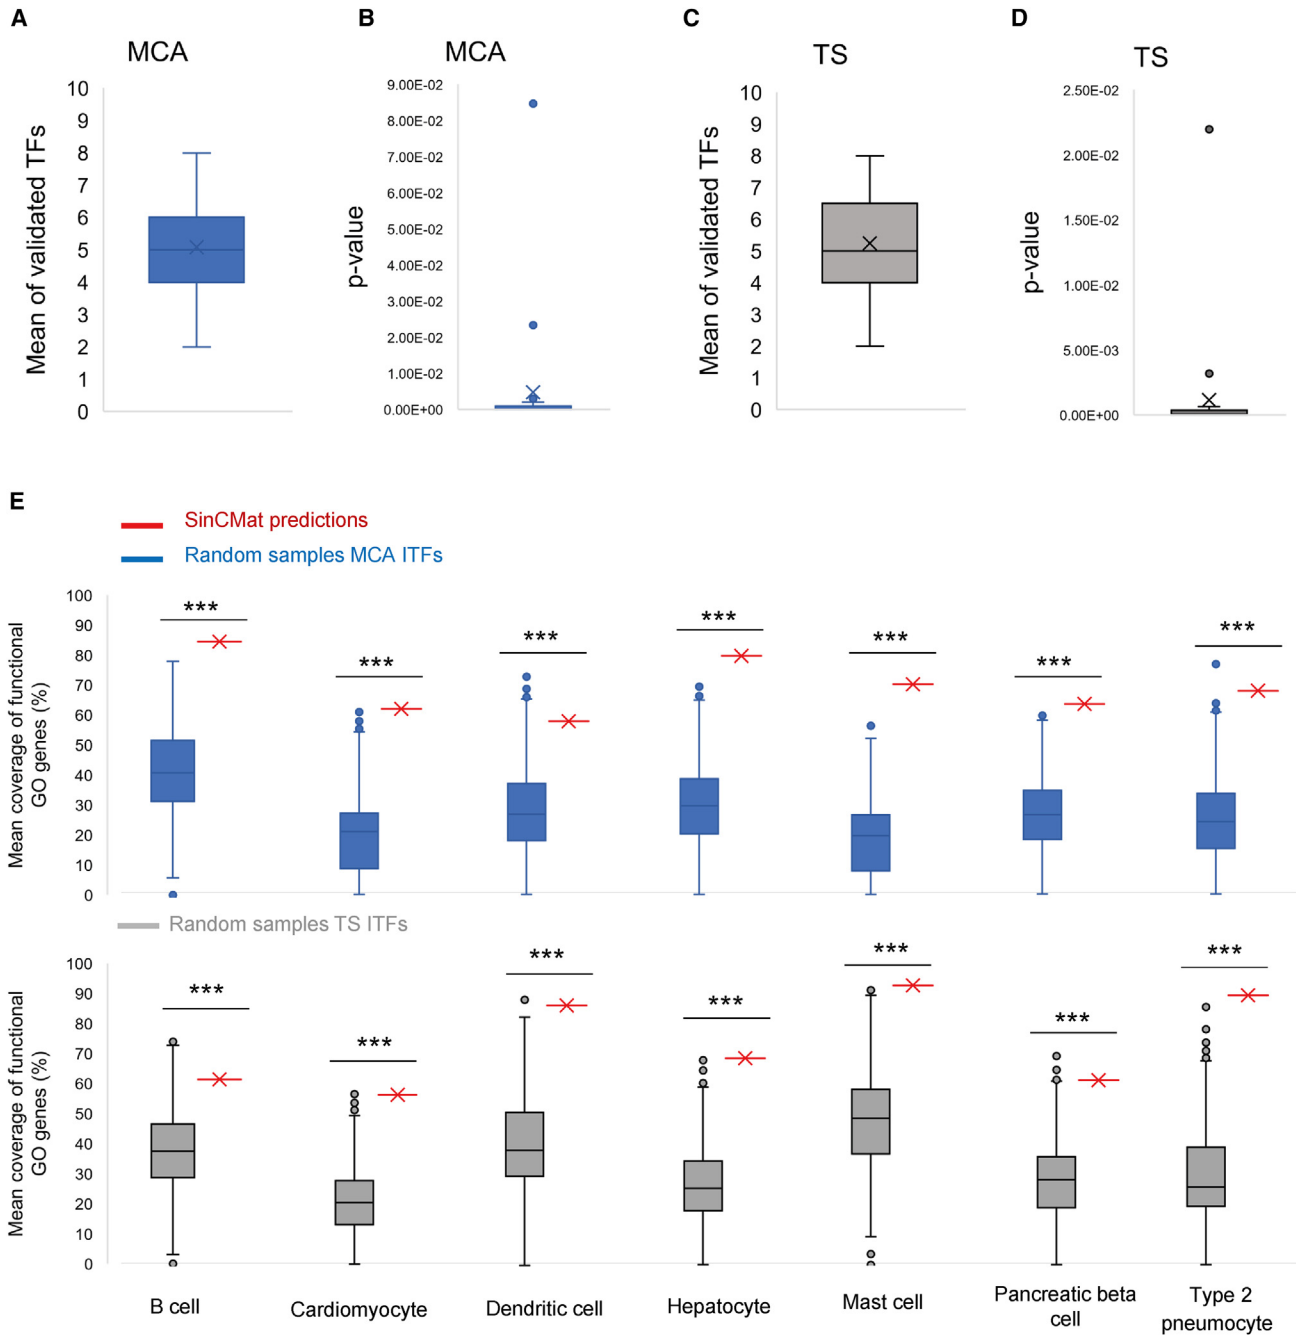 A
B
C
D
MCA
MCA
TS
TS
Mean of validated TFs
10
9
8
7
6
5
4
3
2
1
0
p-value
9.00E-02
8.00E-02
7.00E-02
6.00E-02
5.00E-02
4.00E-02
3.00E-02
2.00E-02
1.00E-02
0.00E+00
Mean of validated TFs
10
9
8
7
6
5
4
3
2
1
0
p-value
2.50E-02
2.00E-02
1.50E-02
1.00E-02
5.00E-03
0.00E+00
E
SinCMat predictions
Random samples MCA ITFs
Mean coverage of functional
GO genes (%)
100
90
80
70
60
50
40
30
20
10
0
***
***
***
***
***
***
***
Random samples TS ITFs
Mean coverage of functional
GO genes (%)
100
90
80
70
60
50
40
30
20
10
0
***
***
***
***
***
***
***
B cell
Cardiomyocyte
Dendritic cell
Hepatocyte
Mast cell
Pancreatic beta
cell
Type 2
pneumocyte